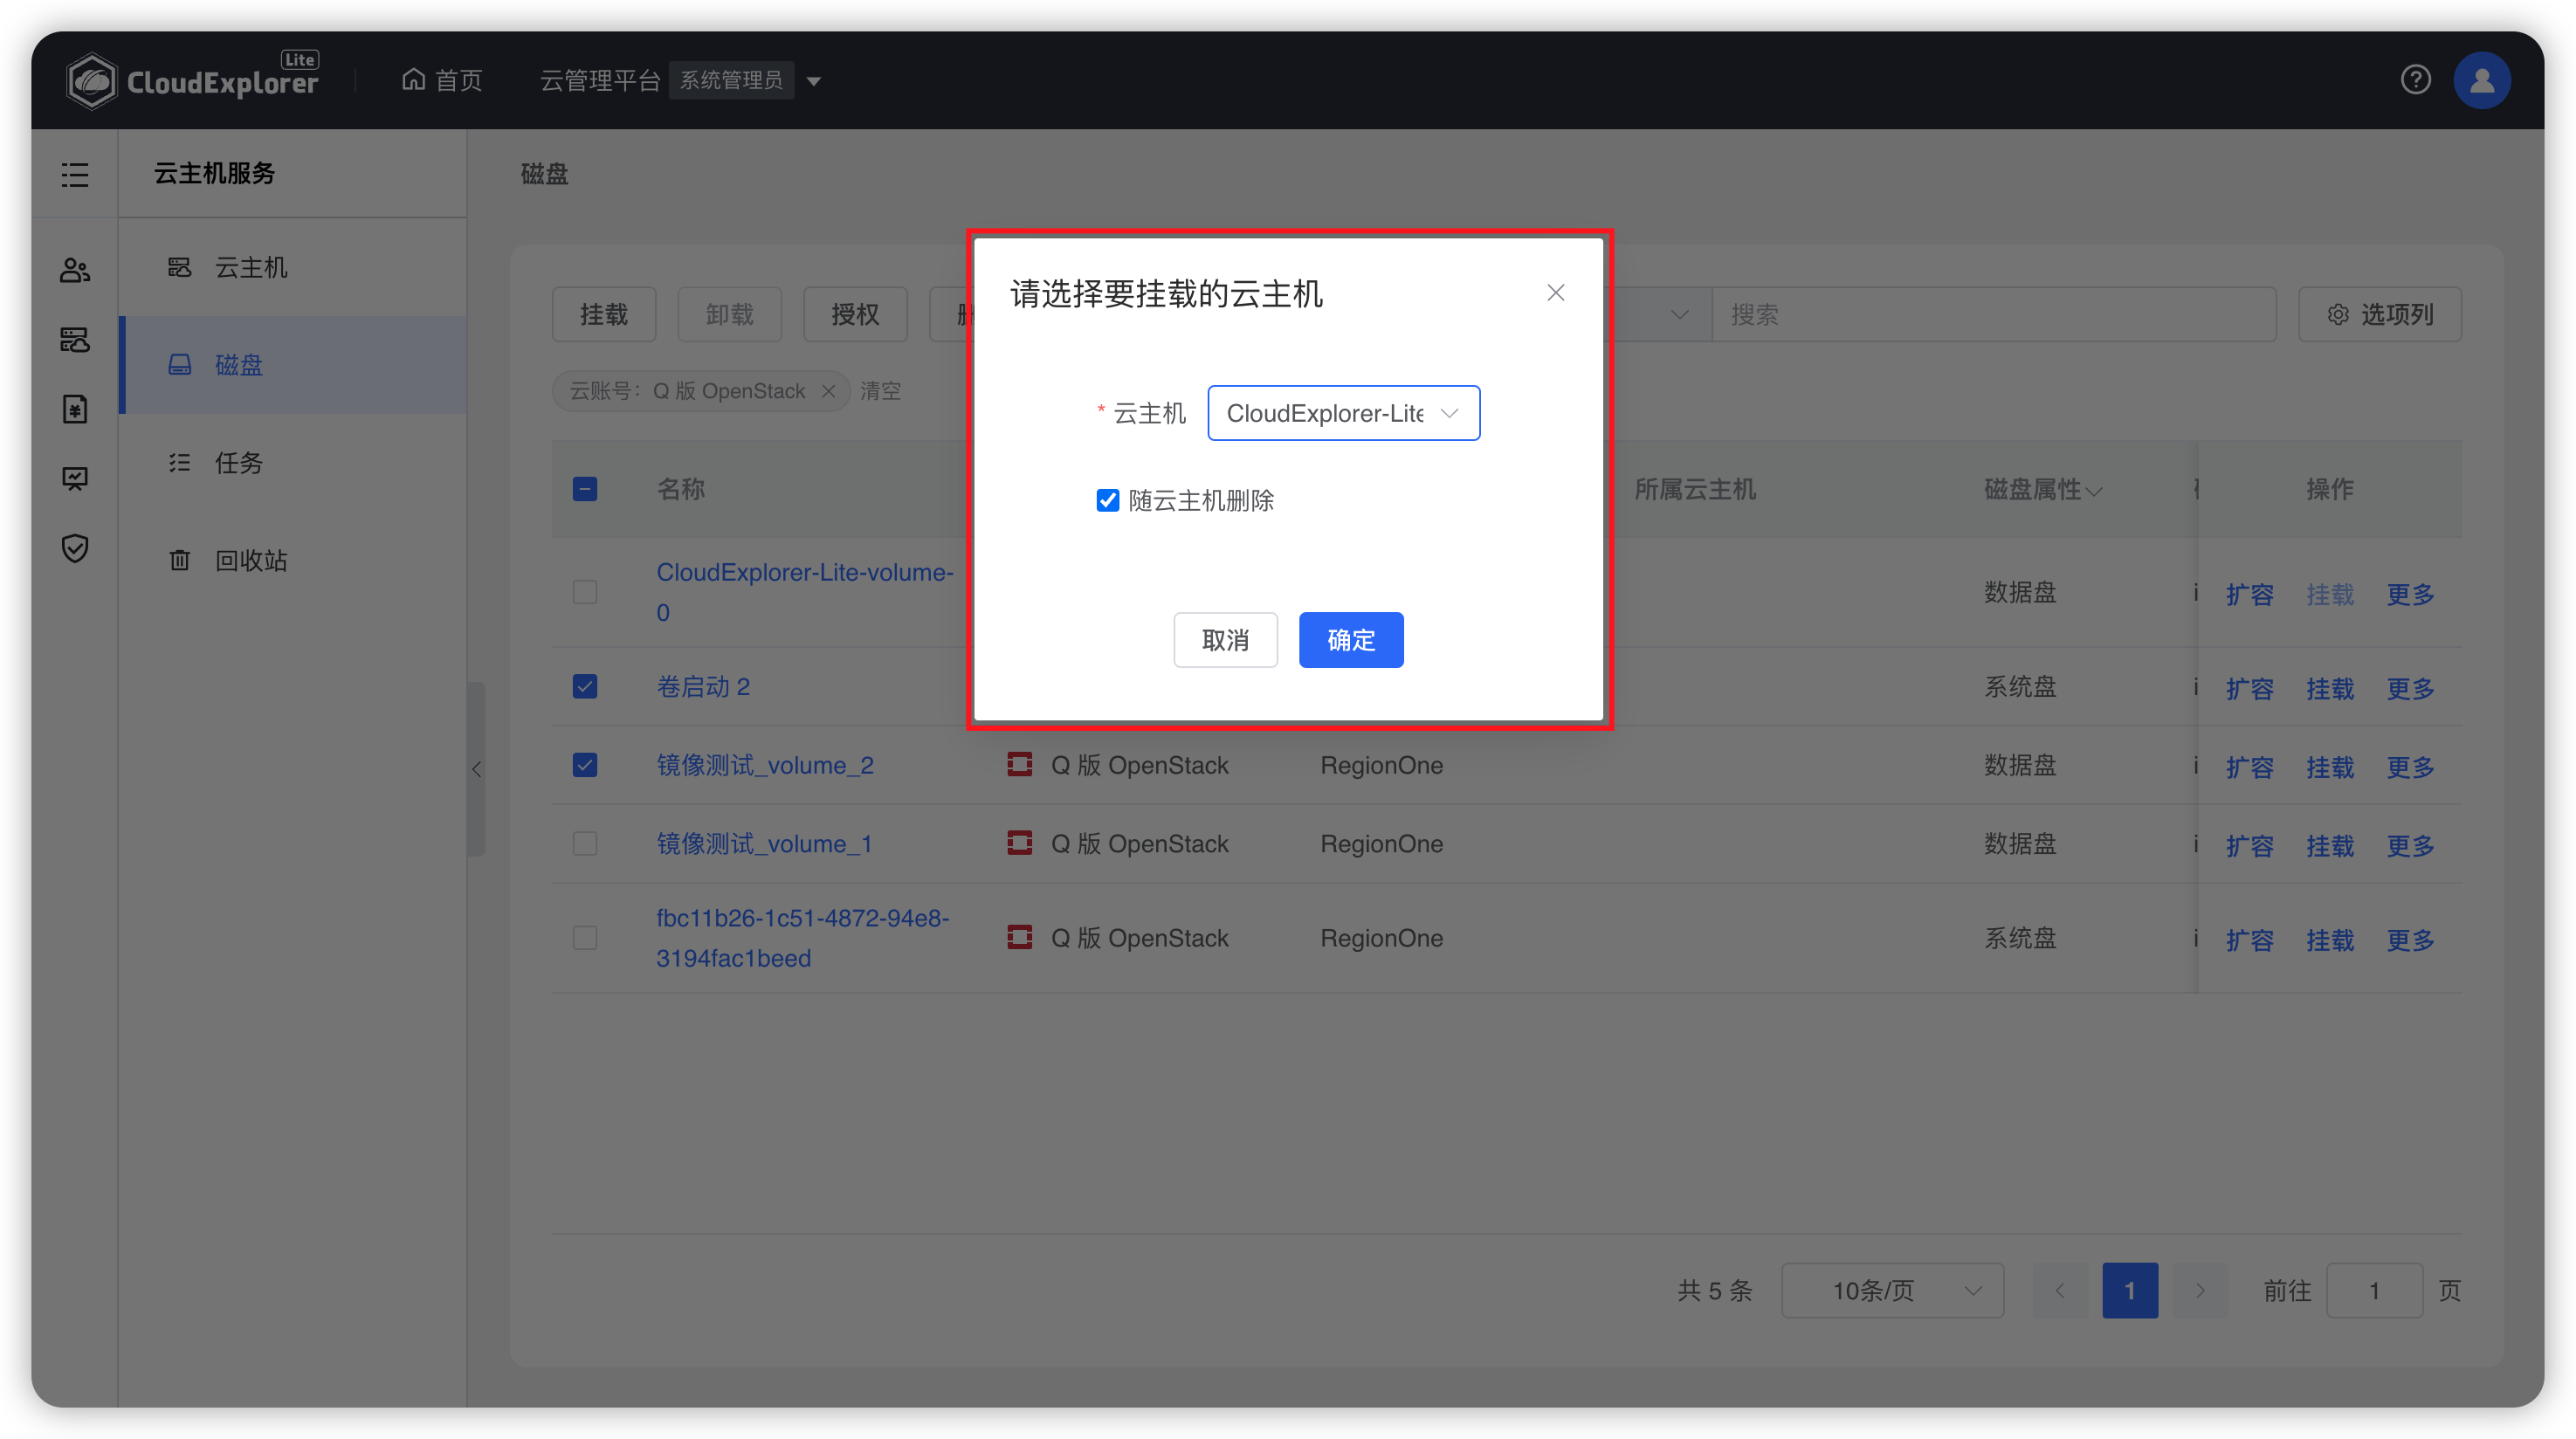 CloudExplorer Lite
首页
云管理平台 系统管理员
云主机服务
云主机
磁盘
任务
回收站
磁盘
挂载 卸载 授权
搜索
选项列
云账号：Q 版 OpenStack 清空
名称 所属云主机 磁盘属性 操作
CloudExplorer-Lite-volume-
0
数据盘 扩容 挂载 更多
卷启动 2 系统盘 扩容 挂载 更多
镜像测试_volume_2 Q 版 OpenStack RegionOne 数据盘 扩容 挂载 更多
镜像测试_volume_1 Q 版 OpenStack RegionOne 数据盘 扩容 挂载 更多
fbc11b26-1c51-4872-94e8-
3194fac1beed
Q 版 OpenStack RegionOne 系统盘 扩容 挂载 更多
共 5 条 10条/页 1 前往 1 页
请选择要挂载的云主机
* 云主机 CloudExplorer-Lite
随云主机删除
取消 确定